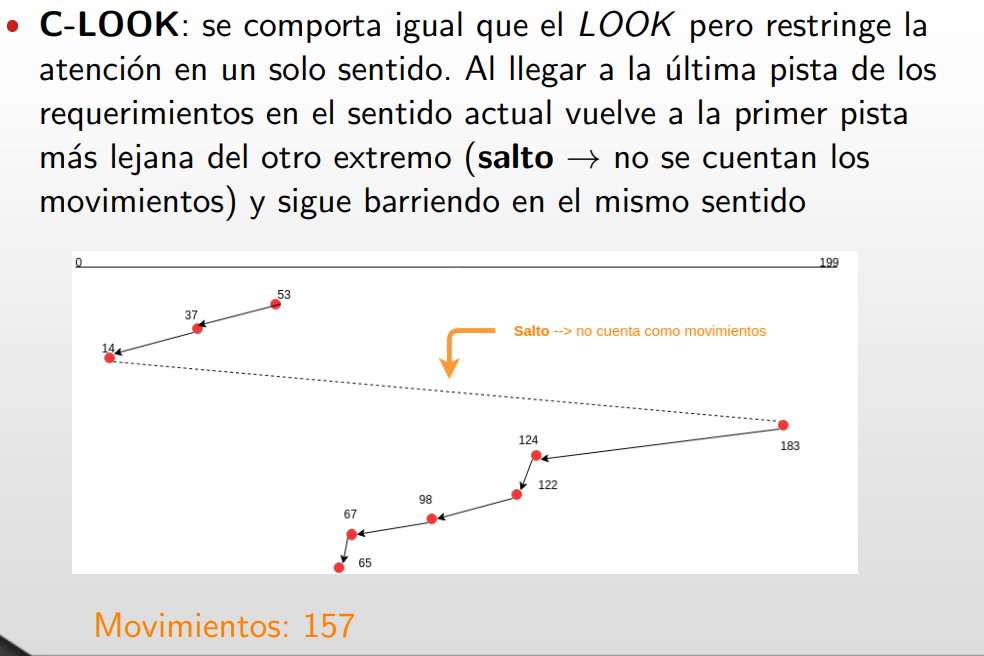 • C-LOOK: se comporta igual que el LOOK pero restringe la
atención en un solo sentido. Al llegar a la última pista de los
requerimientos en el sentido actual vuelve a la primer pista
más lejana del otro extremo (salto → no se cuentan los
movimientos) y sigue barriendo en el mismo sentido
0
199
53
37
Salto --> no cuenta como movimientos
14
124
183
122
98
67
65
Movimientos: 157